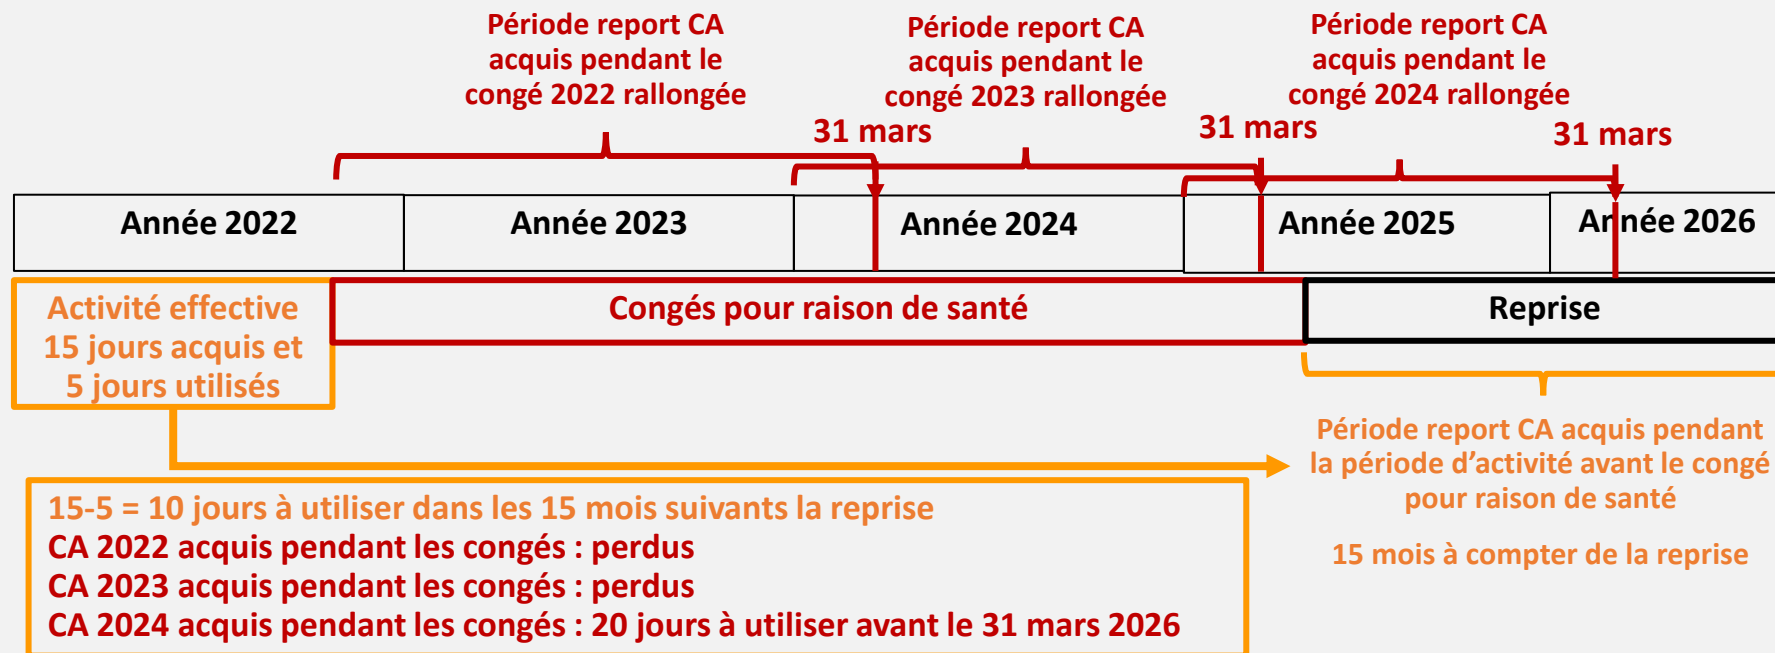 Période report CA
acquis pendant le
congé 2022 rallongée
Période report CA
acquis pendant le
congé 2023 rallongée
Période report CA
acquis pendant le
congé 2024 rallongée
31 mars
31 mars
31 mars
Année 2022
Année 2023
Année 2024
Année 2025
Année 2026
Activité effective
15 jours acquis et
5 jours utilisés
Congés pour raison de santé
Reprise
Période report CA acquis pendant
la période d’activité avant le congé
pour raison de santé
15 mois à compter de la reprise
15-5 = 10 jours à utiliser dans les 15 mois suivants la reprise
CA 2022 acquis pendant les congés : perdus
CA 2023 acquis pendant les congés : perdus
CA 2024 acquis pendant les congés : 20 jours à utiliser avant le 31 mars 2026